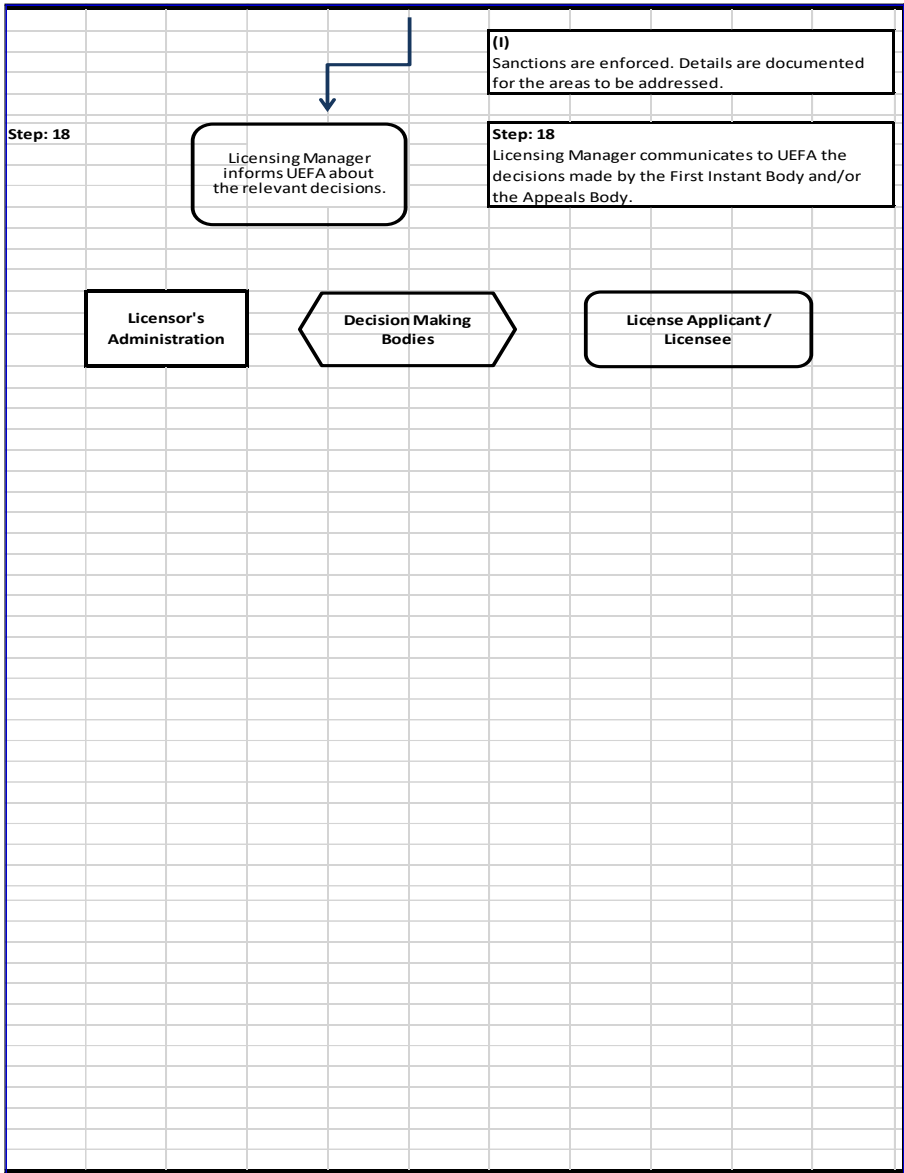 (I)
Sanctions are enforced. Details are documented
for the areas to be addressed.
Step: 18
Licensing Manager
informs UEFA about
the relevant decisions.
Step: 18
Licensing Manager communicates to UEFA the
decisions made by the First Instant Body and/or
the Appeals Body.
Licensor's
Administration
Decision Making
Bodies
License Applicant /
Licensee